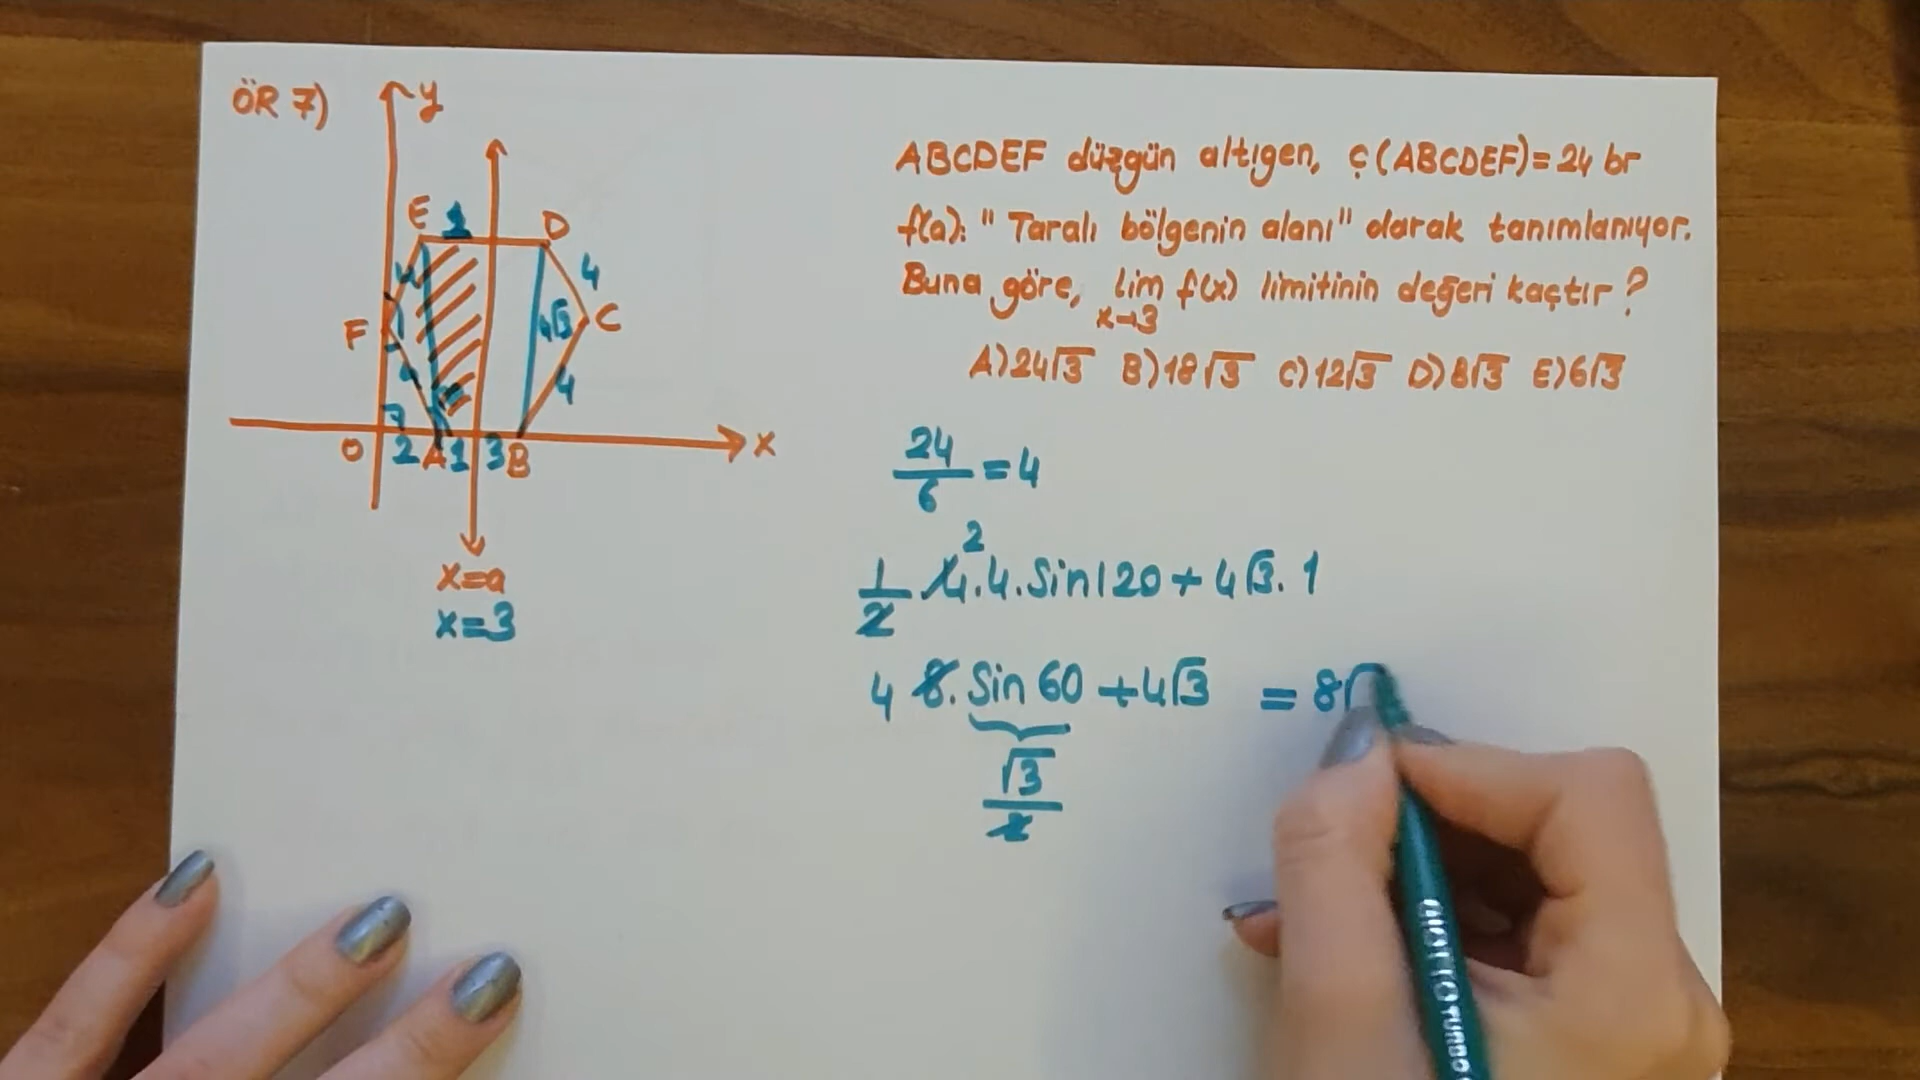 ÖR 7)
y
E 1 D
4 4
F 4√3 C
4 4
O 2 A 1 3 B x
x=a
x=3
ABCDEF düzgün altıgen, ç(ABCDEF)=24 br
f(a): "Taralı bölgenin alanı" olarak tanımlanıyor.
Buna göre, lim f(x) limitinin değeri kaçtır?
x→3
A)24√3 B)18√3 C)12√3 D)8√3 E)6√3
24/6=4
2
1/2 . 4.4.Sin120+4√3.1
4 8.Sin60+4√3 = 8√
√3/2
GIOTTO TURBO